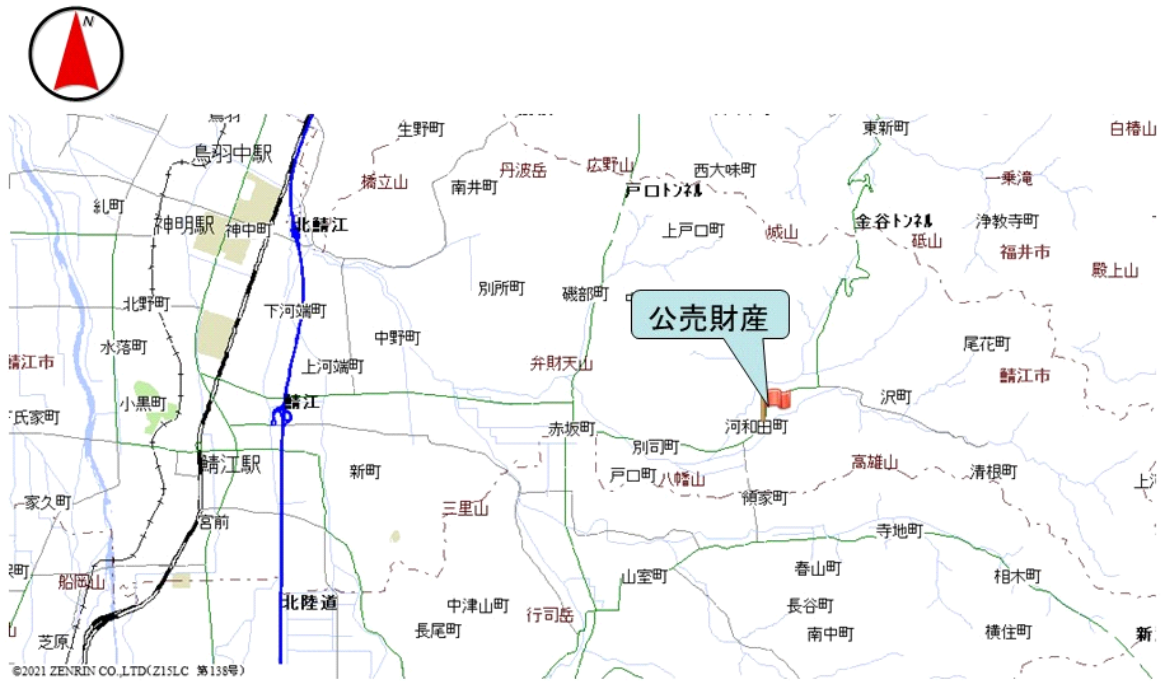 N
鳥羽
生野町
東新町
白椿山
鳥羽中駅
橋立山
南井町
丹波岳
広野山
西大味町
戸口トンネル
一乗滝
糺町
神明駅
神中町
北鯖江
上戸口町
城山
金谷トンネル
砥山
浄教寺町
福井市
殿上山
北野町
下河端町
別所町
磯部町
公売財産
水落町
中野町
尾花町
鯖江市
上河端町
弁財天山
鯖江市
小黒町
鯖江
沢町
下氏家町
赤坂町
河和田町
別司町
鯖江駅
新町
戸口町
八幡山
高雄山
清根町
家久町
三里山
領家町
宮前
寺地町
船岡山
山室町
春山町
相木町
北陸道
中津山町
行司岳
長谷町
芝原
長尾町
南中町
横住町
©2021 ZENRIN CO.,LTD(Z15LC 第138号)